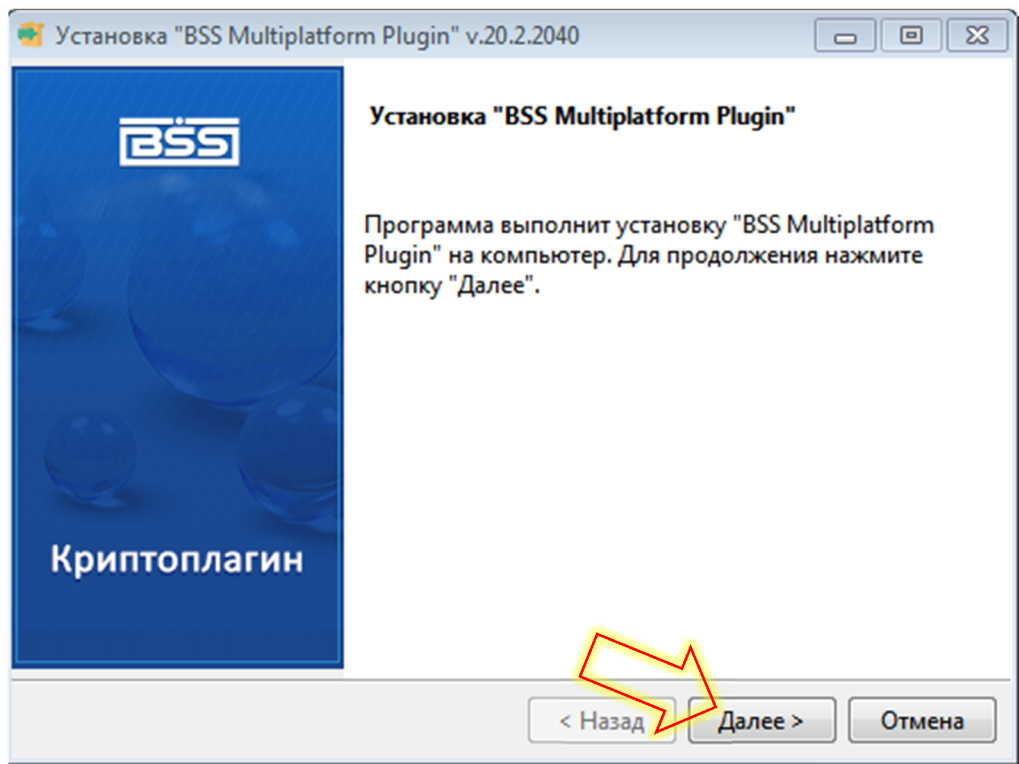 Установка "BSS Multiplatform Plugin" v.20.2.2040
BSS
Криптоплагин
Установка "BSS Multiplatform Plugin"
Программа выполнит установку "BSS Multiplatform
Plugin" на компьютер. Для продолжения нажмите
кнопку "Далее".
< Назад
Далее >
Отмена